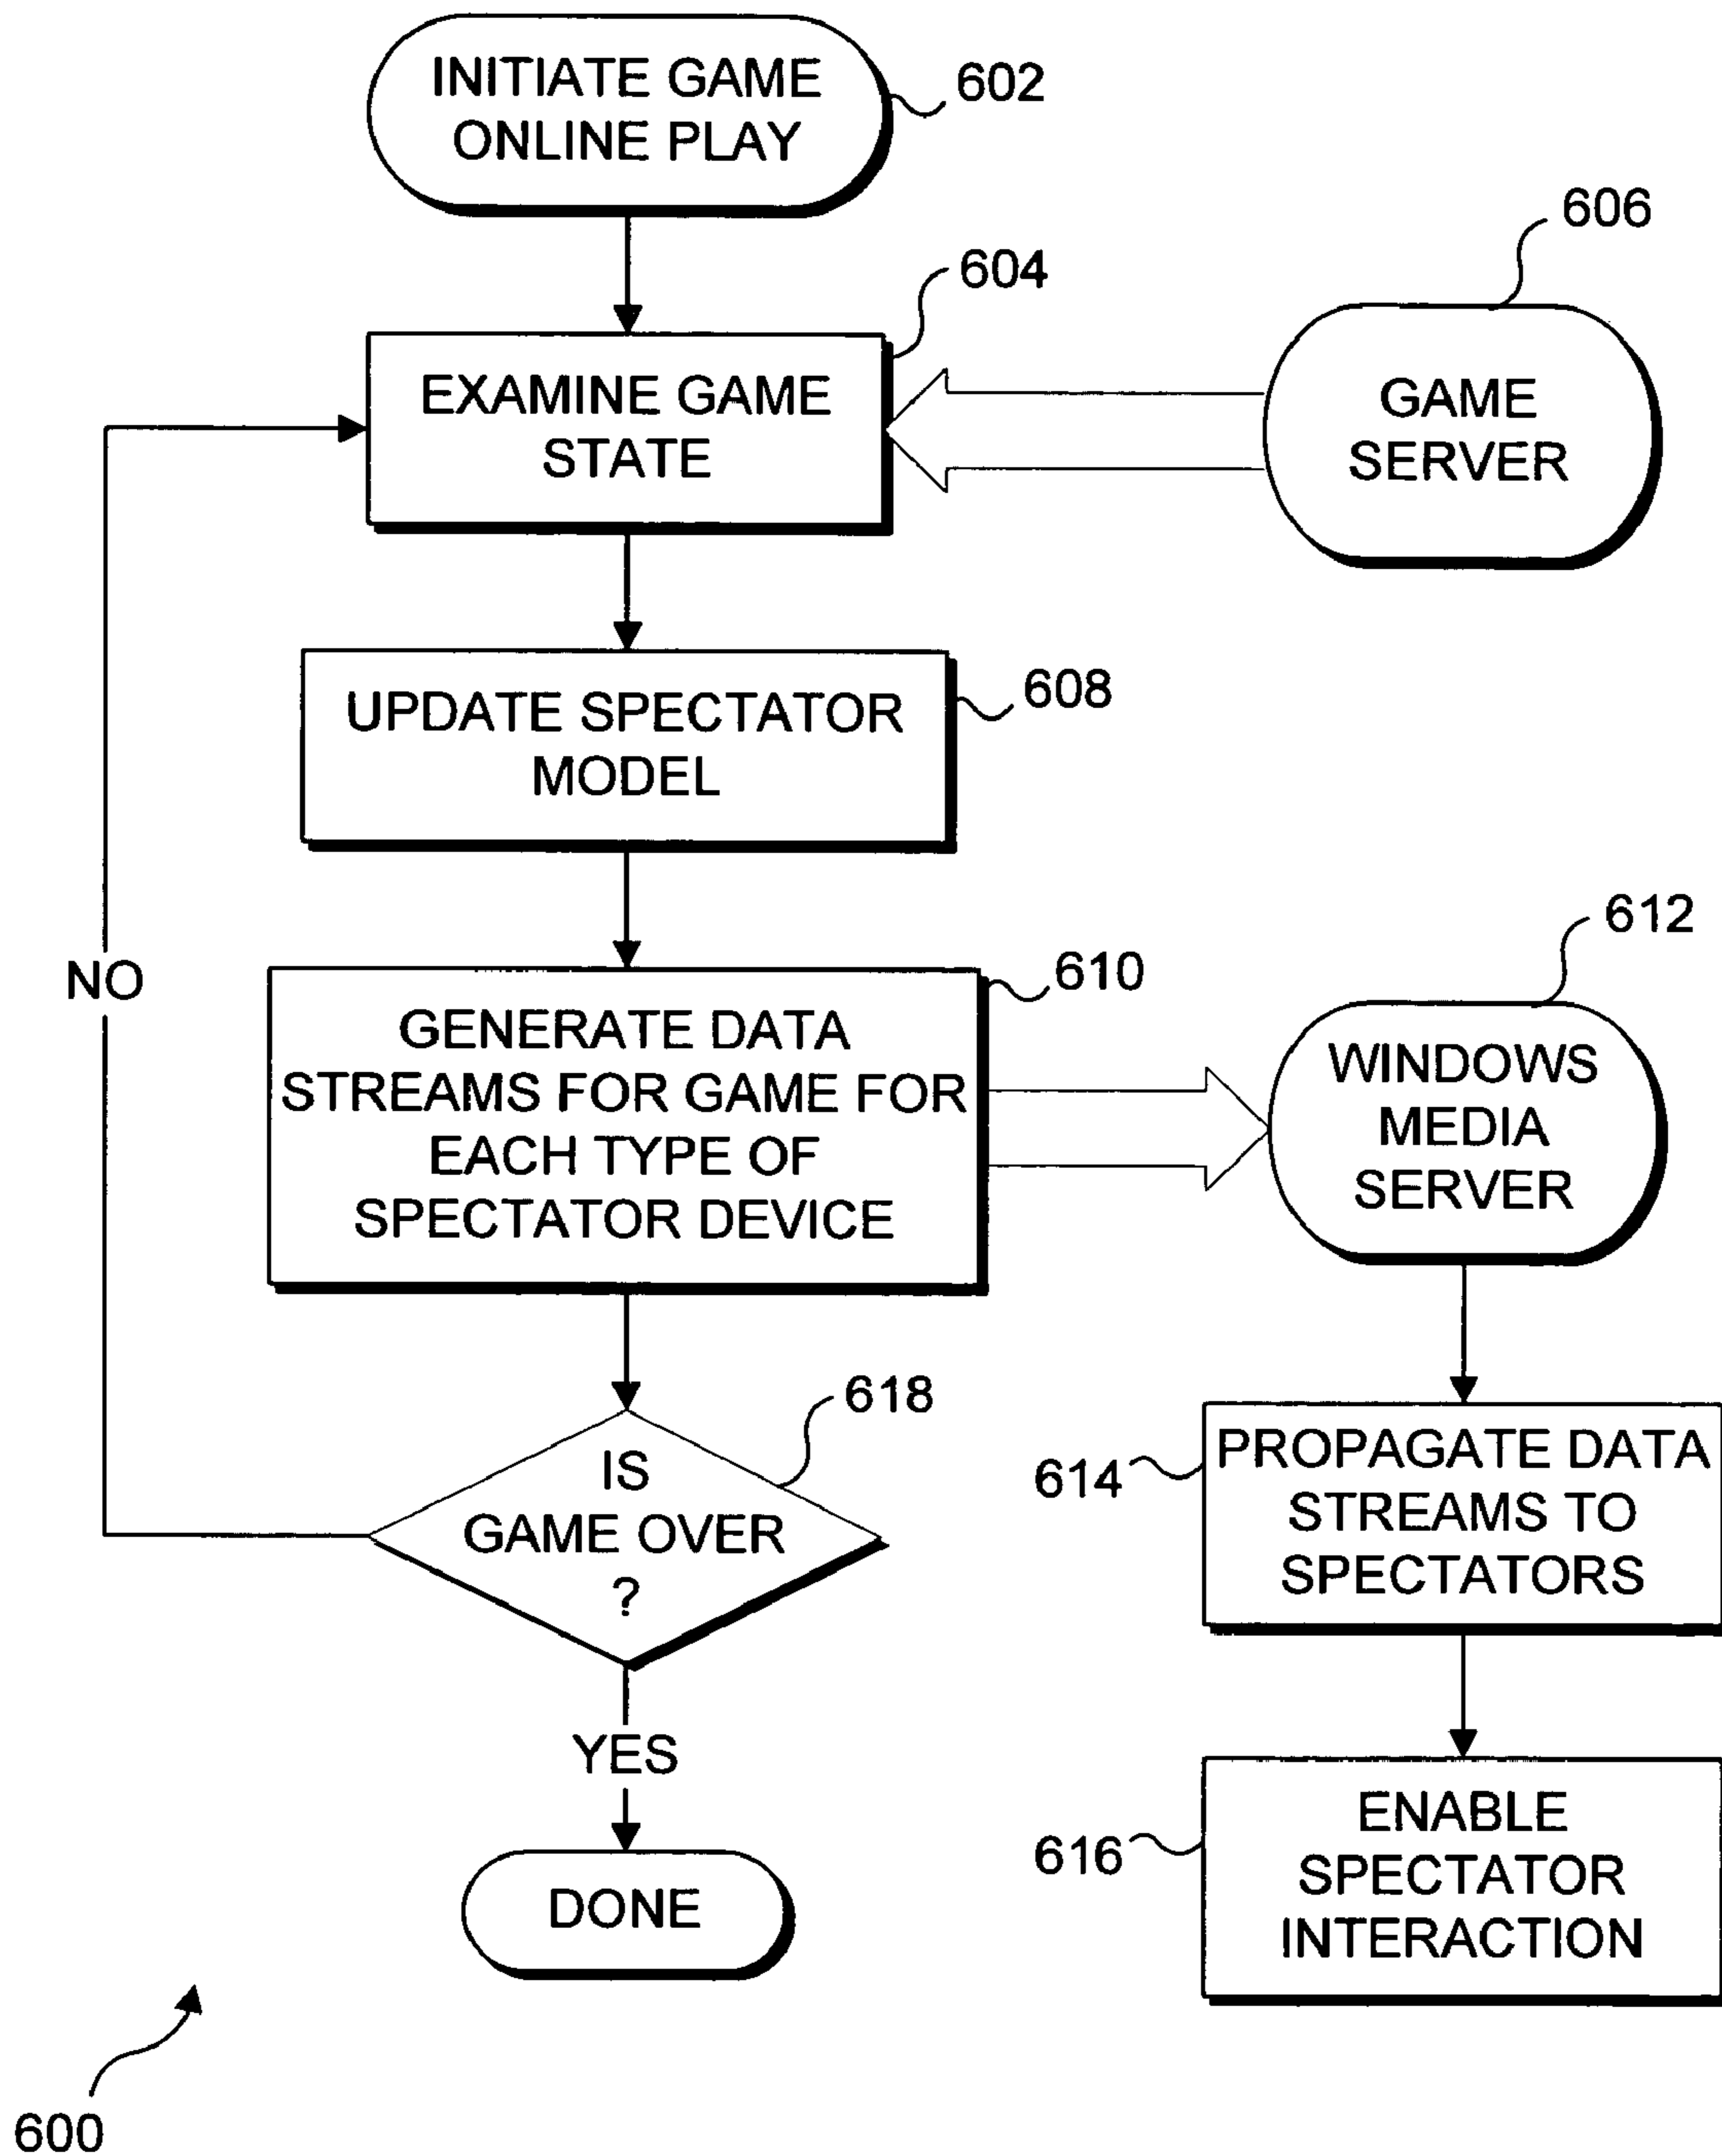 INITIATE GAME
ONLINE PLAY
602
606
604
EXAMINE GAME
STATE
GAME
SERVER
UPDATE SPECTATOR
MODEL
608
612
NO
610
GENERATE DATA
STREAMS FOR GAME FOR
EACH TYPE OF
SPECTATOR DEVICE
WINDOWS
MEDIA
SERVER
618
IS
GAME OVER
?
614
PROPAGATE DATA
STREAMS TO
SPECTATORS
YES
616
ENABLE
SPECTATOR
INTERACTION
DONE
600